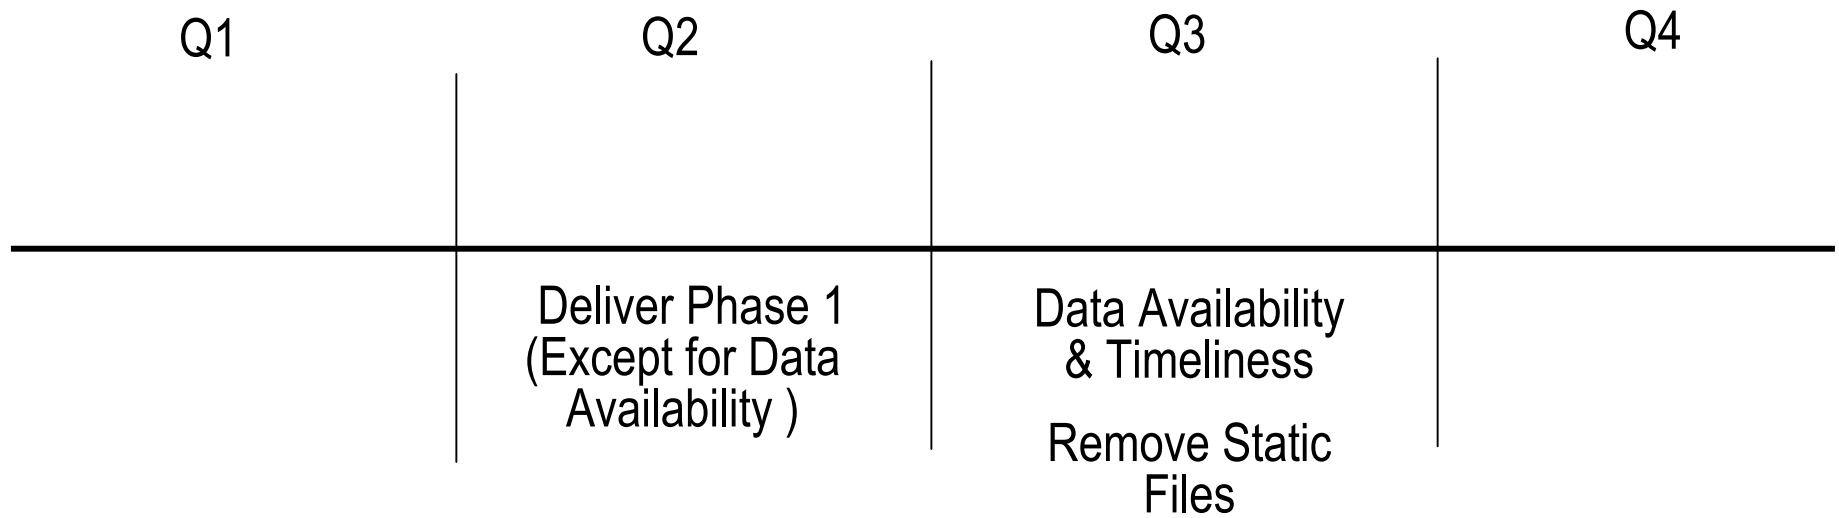 Q1
Q2
Q3
Q4
Deliver Phase 1
(Except for Data
Availability )
Data Availability
& Timeliness
Remove Static
Files